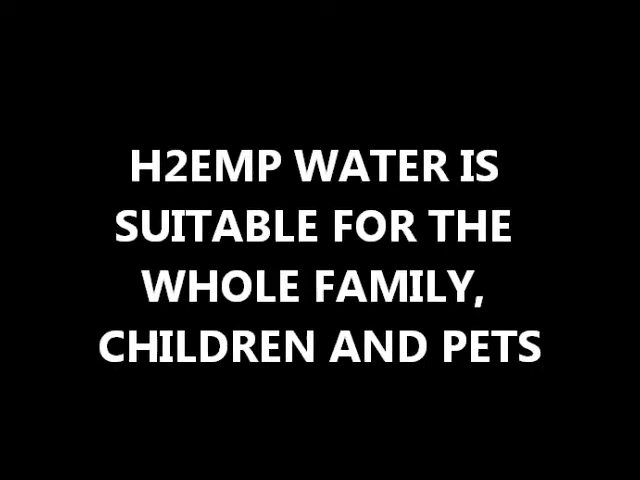 H2EMP WATER IS
SUITABLE FOR THE
WHOLE FAMILY,
CHILDREN AND PETS